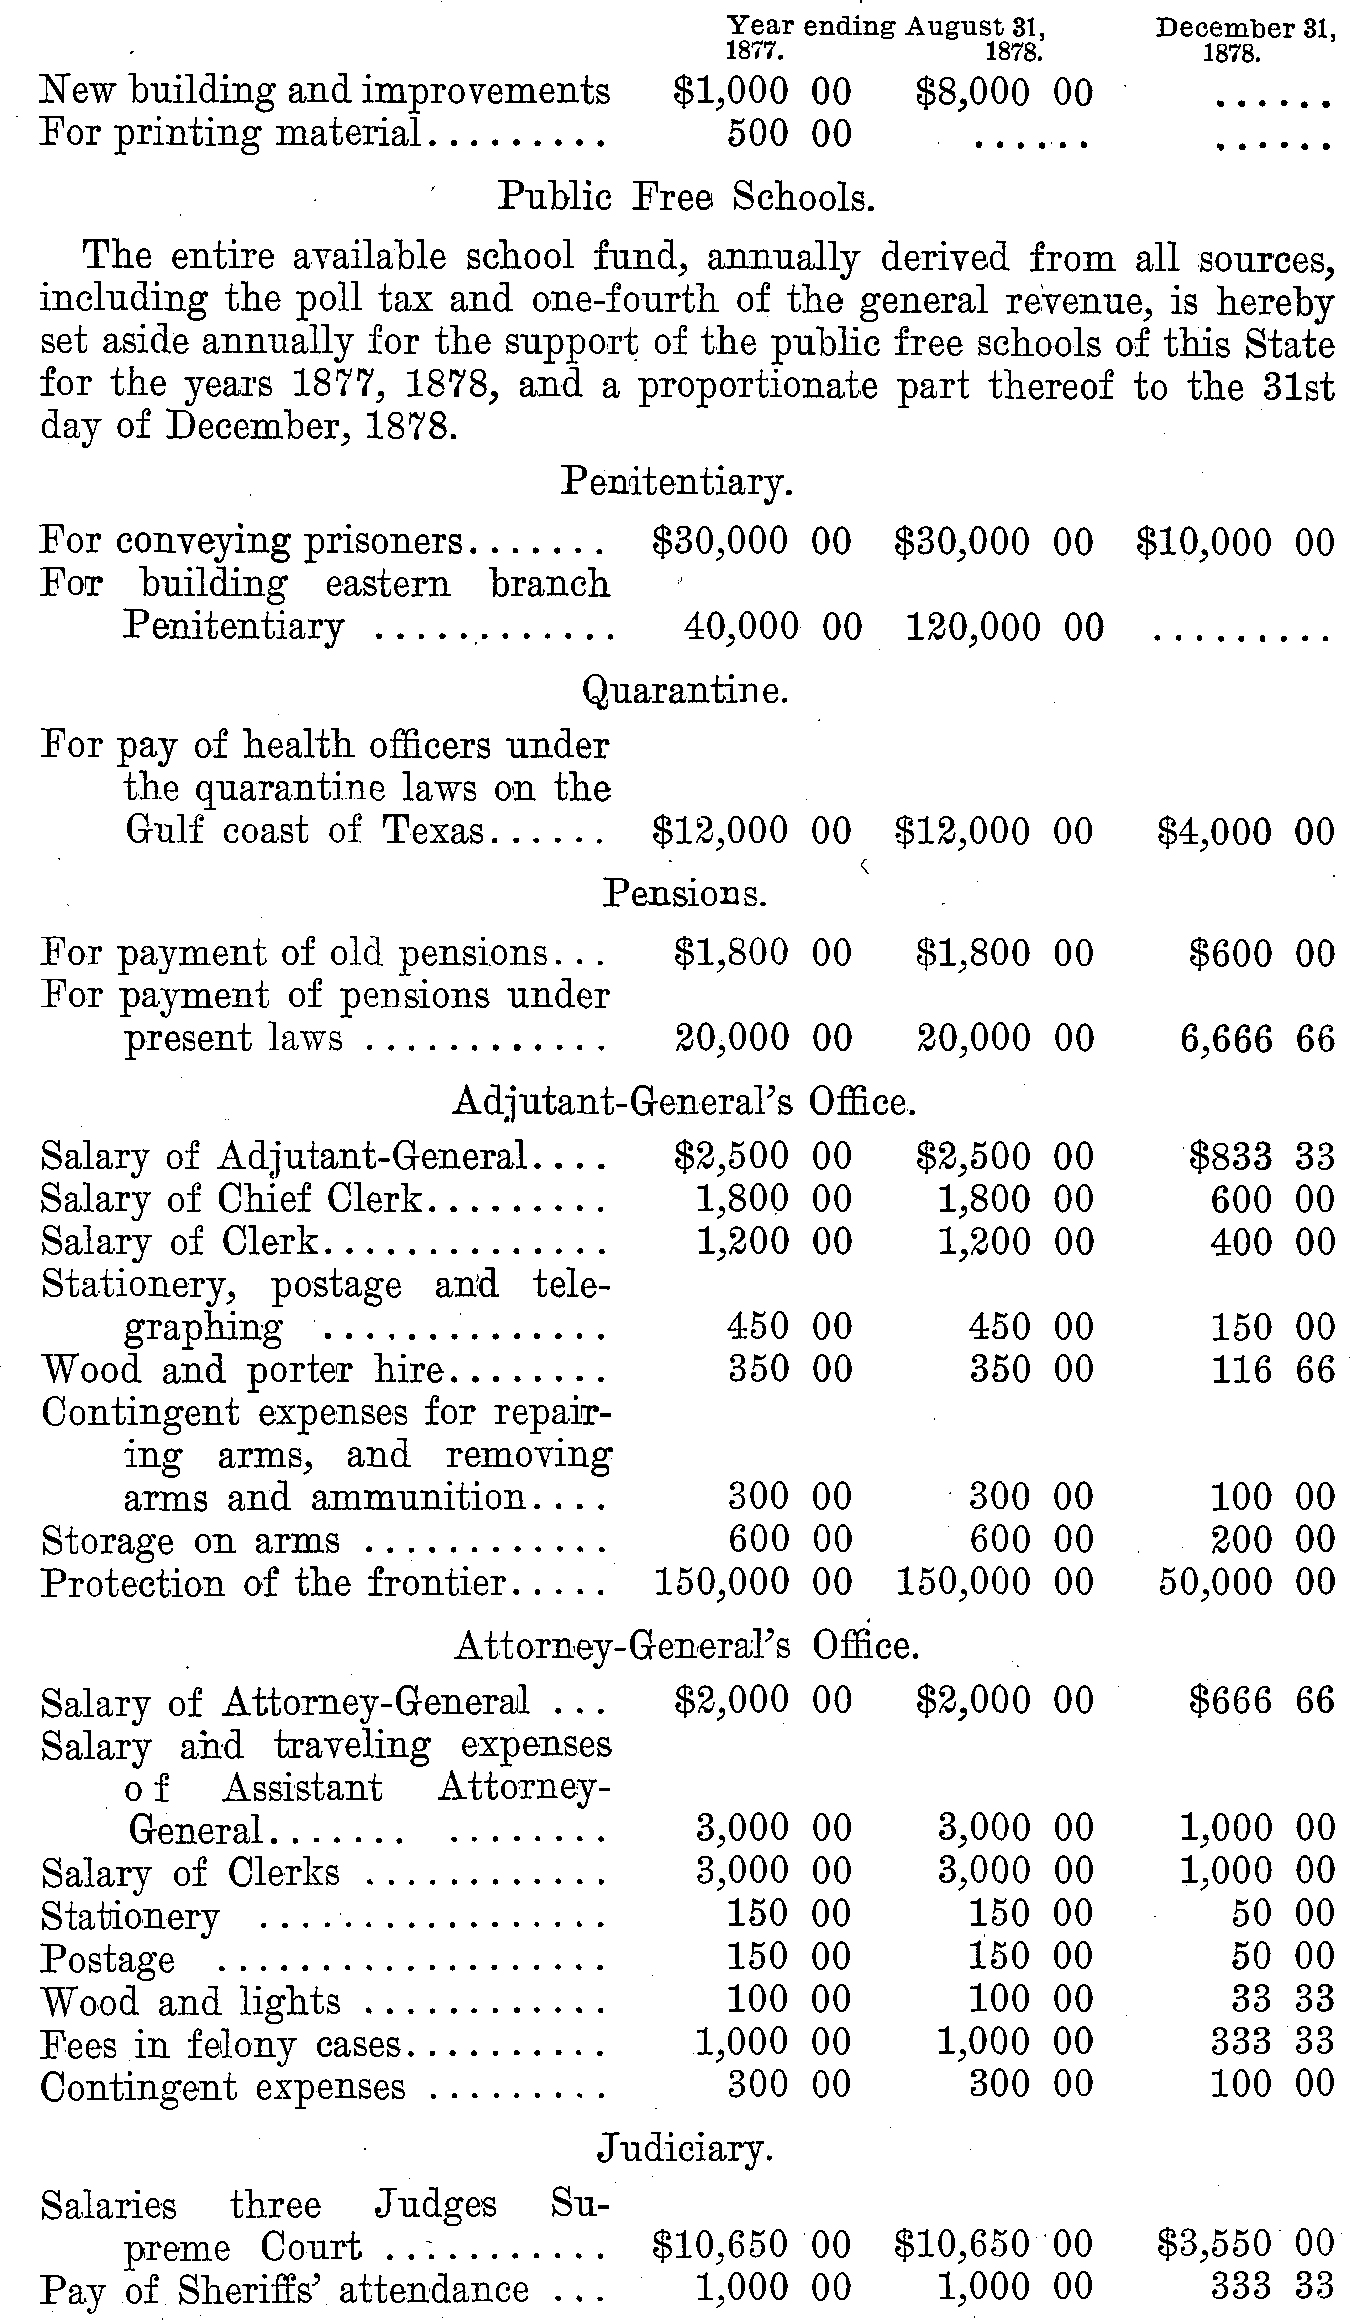 Year ending August 31, December 31,
1877. 1878. 1878.
New building and improvements $1,000 00 $8,000 00 ......
For printing material......... 500 00 ...... ......
Public Free Schools.
The entire available school fund, annually derived from all sources,
including the poll tax and one-fourth of the general revenue, is hereby
set aside annually for the support of the public free schools of this State
for the years 1877, 1878, and a proportionate part thereof to the 31st
day of December, 1878.
Penitentiary.
For conveying prisoners....... $30,000 00 $30,000 00 $10,000 00
For building eastern branch
Penitentiary ............ 40,000 00 120,000 00 .........
Quarantine.
For pay of health officers under
the quarantine laws on the
Gulf coast of Texas...... $12,000 00 $12,000 00 $4,000 00
Pensions.
For payment of old pensions... $1,800 00 $1,800 00 $600 00
For payment of pensions under
present laws ............ 20,000 00 20,000 00 6,666 66
Adjutant-General's Office.
Salary of Adjutant-General.... $2,500 00 $2,500 00 $833 33
Salary of Chief Clerk......... 1,800 00 1,800 00 600 00
Salary of Clerk.............. 1,200 00 1,200 00 400 00
Stationery, postage and tele-
graphing .............. 450 00 450 00 150 00
Wood and porter hire........ 350 00 350 00 116 66
Contingent expenses for repair-
ing arms, and removing
arms and ammunition.... 300 00 300 00 100 00
Storage on arms ............ 600 00 600 00 200 00
Protection of the frontier..... 150,000 00 150,000 00 50,000 00
Attorney-General's Office.
Salary of Attorney-General ... $2,000 00 $2,000 00 $666 66
Salary and traveling expenses
of Assistant Attorney-
General....... ........ 3,000 00 3,000 00 1,000 00
Salary of Clerks ............ 3,000 00 3,000 00 1,000 00
Stationery ................. 150 00 150 00 50 00
Postage ................... 150 00 150 00 50 00
Wood and lights ............ 100 00 100 00 33 33
Fees in felony cases.......... 1,000 00 1,000 00 333 33
Contingent expenses ......... 300 00 300 00 100 00
Judiciary.
Salaries three Judges Su-
preme Court ........... $10,650 00 $10,650 00 $3,550 00
Pay of Sheriffs' attendance ... 1,000 00 1,000 00 333 33